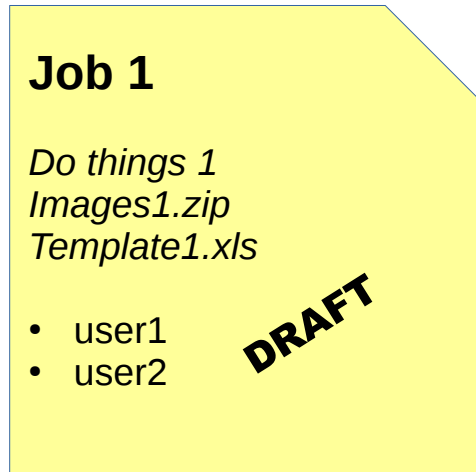 Job 1
Do things 1
Images1.zip
Template1.xls
• user1
• user2
DRAFT